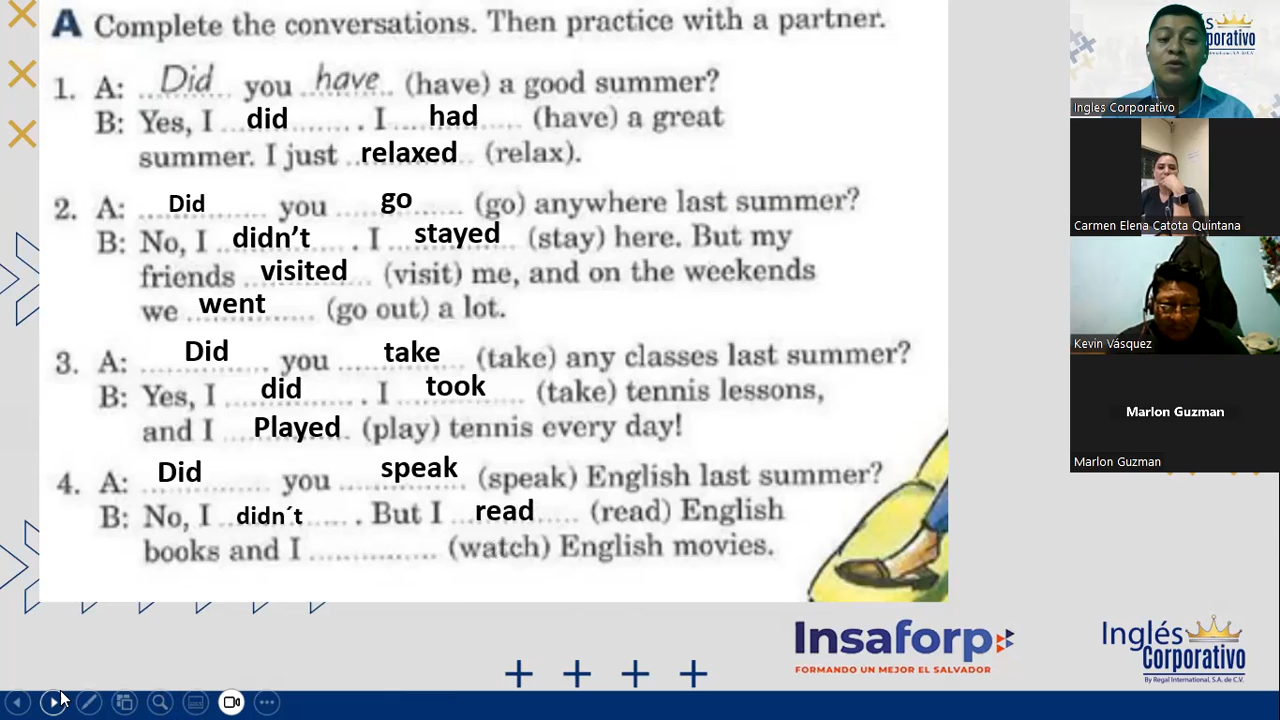 A Complete the conversations. Then practice with a partner.
1. A: Did you have (have) a good summer?
B: Yes, I did . I had (have) a great
summer. I just relaxed (relax).
2. A: Did you go (go) anywhere last summer?
B: No, I didn’t . I stayed (stay) here. But my
friends visited (visit) me, and on the weekends
we went (go out) a lot.
3. A: Did you take (take) any classes last summer?
B: Yes, I did . I took (take) tennis lessons,
and I Played (play) tennis every day!
4. A: Did you speak (speak) English last summer?
B: No, I didn´t . But I read (read) English
books and I .............. (watch) English movies.
Insaforp
FORMANDO UN MEJOR EL SALVADOR
Inglés
Corporativo
By Regal International, S.A. de C.V.
Ingles Corporativo
Carmen Elena Catota Quintana
Kevin Vásquez
Marlon Guzman
Marlon Guzman